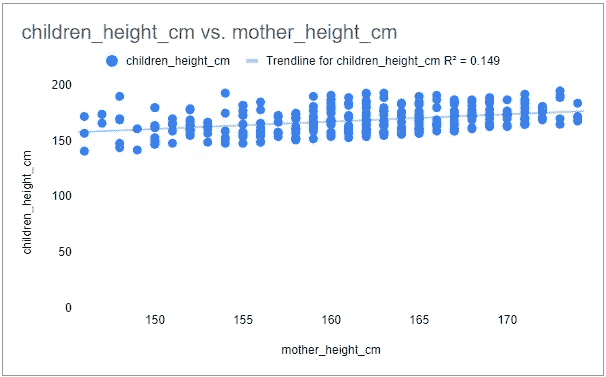 children_height_cm vs. mother_height_cm
children_height_cm Trendline for children_height_cm R² = 0.149
children_height_cm
200
150
100
50
0
150 155 160 165 170
mother_height_cm